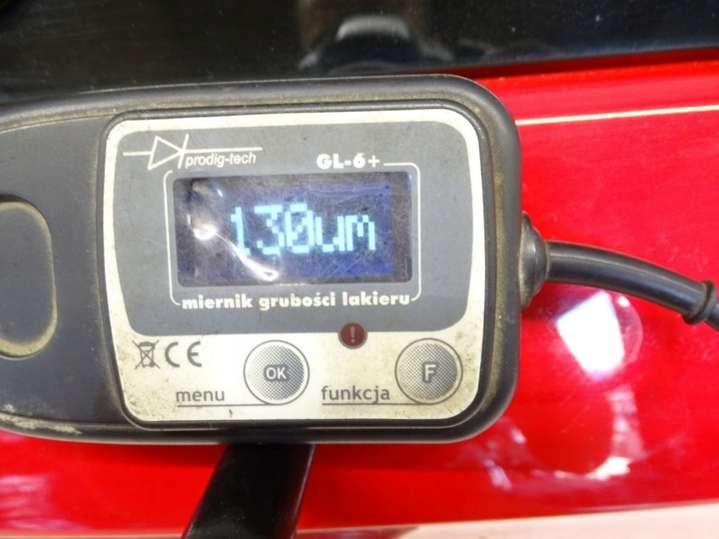 prodig-tech
GL-6+
130um
miernik grubości lakieru
CE
OK
F
menu
funkcja